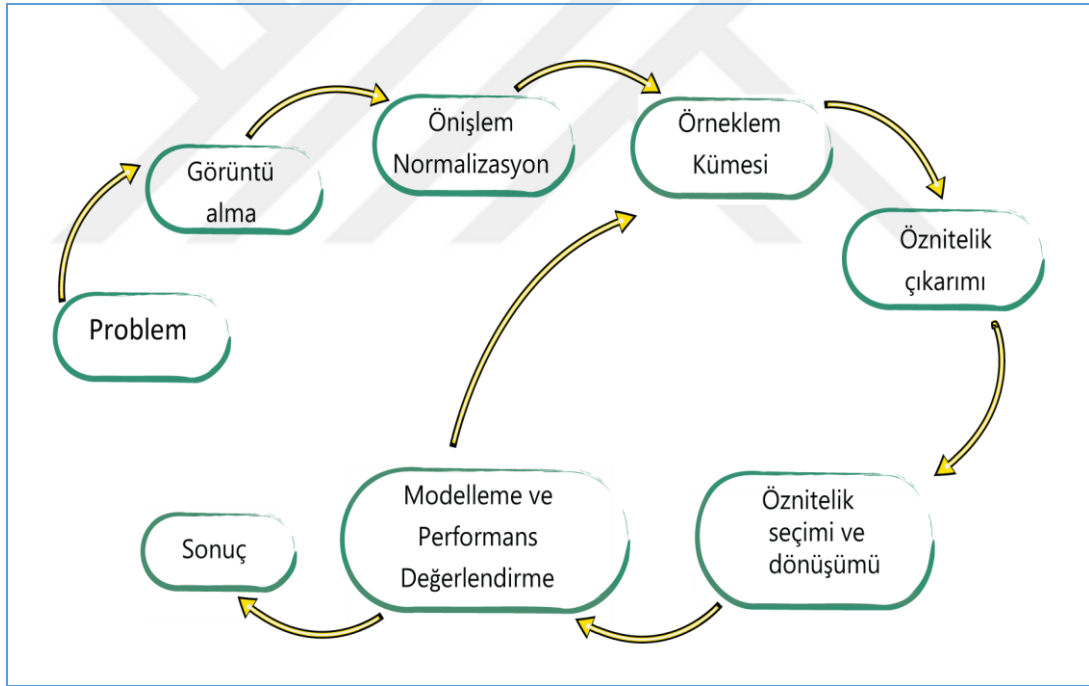 Problem
Görüntü
alma
Önişlem
Normalizasyon
Örneklem
Kümesi
Öznitelik
çıkarımı
Öznitelik
seçimi ve
dönüşümü
Modelleme ve
Performans
Değerlendirme
Sonuç